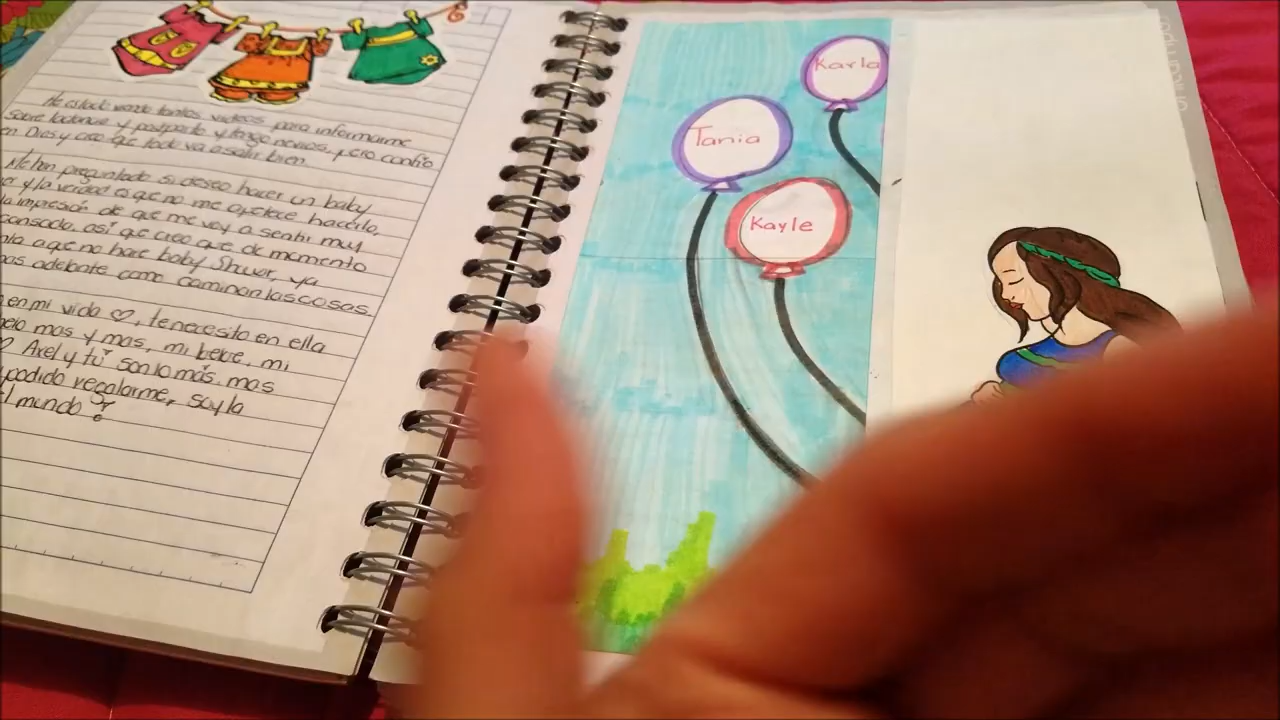 He estado viendo tantos videos para informarme
sobre lactancia y postparto y tengo nervios, pero confio
en Dios y creo que todo va a salir bien.
Me han preguntado si deseo hacer un baby
y la verdad es que no me apetece hacerlo,
la impresión de que me voy a sentir muy
cansada, así que creo que de momento
a que no hare baby Shower, ya
adelante como caminan las cosas.
en mi vida ♡, te necesito en ella
mas y mas, mi bebe, mi
Axel y tú son lo más, mas
podido regalarme, soy la
el mundo
Karla
Tania
Kayle